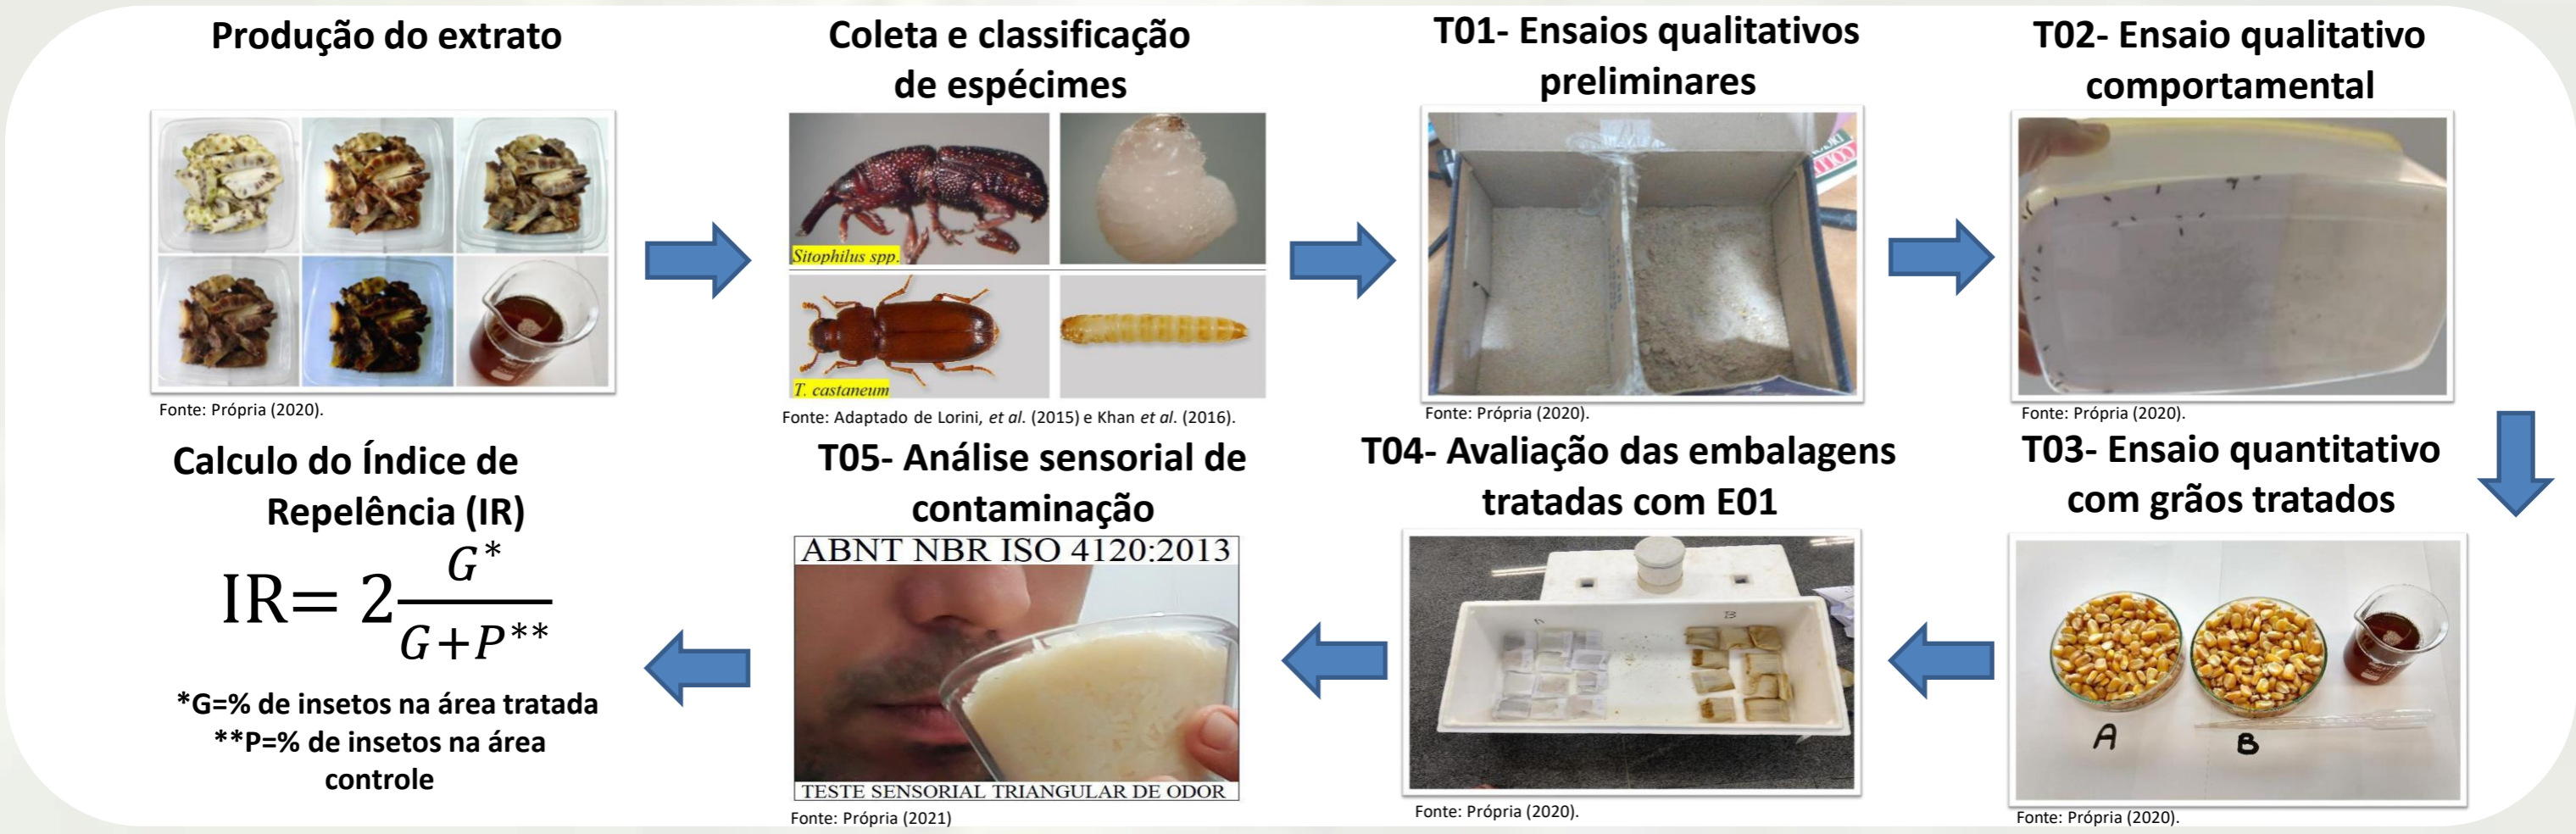 Produção do extrato
Fonte: Própria (2020).
Coleta e classificação
de espécimes
Sitophilus spp.
T. castaneum
Fonte: Adaptado de Lorini, et al. (2015) e Khan et al. (2016).
T01- Ensaios qualitativos
preliminares
Fonte: Própria (2020).
T02- Ensaio qualitativo
comportamental
Fonte: Própria (2020).
T03- Ensaio quantitativo
com grãos tratados
A
B
Fonte: Própria (2020).
T04- Avaliação das embalagens
tratadas com E01
Fonte: Própria (2020).
T05- Análise sensorial de
contaminação
ABNT NBR ISO 4120:2013
TESTE SENSORIAL TRIANGULAR DE ODOR
Fonte: Própria (2021)
Calculo do Índice de
Repelência (IR)
IR= 2 G*
G+P**
*G=% de insetos na área tratada
**P=% de insetos na área
controle